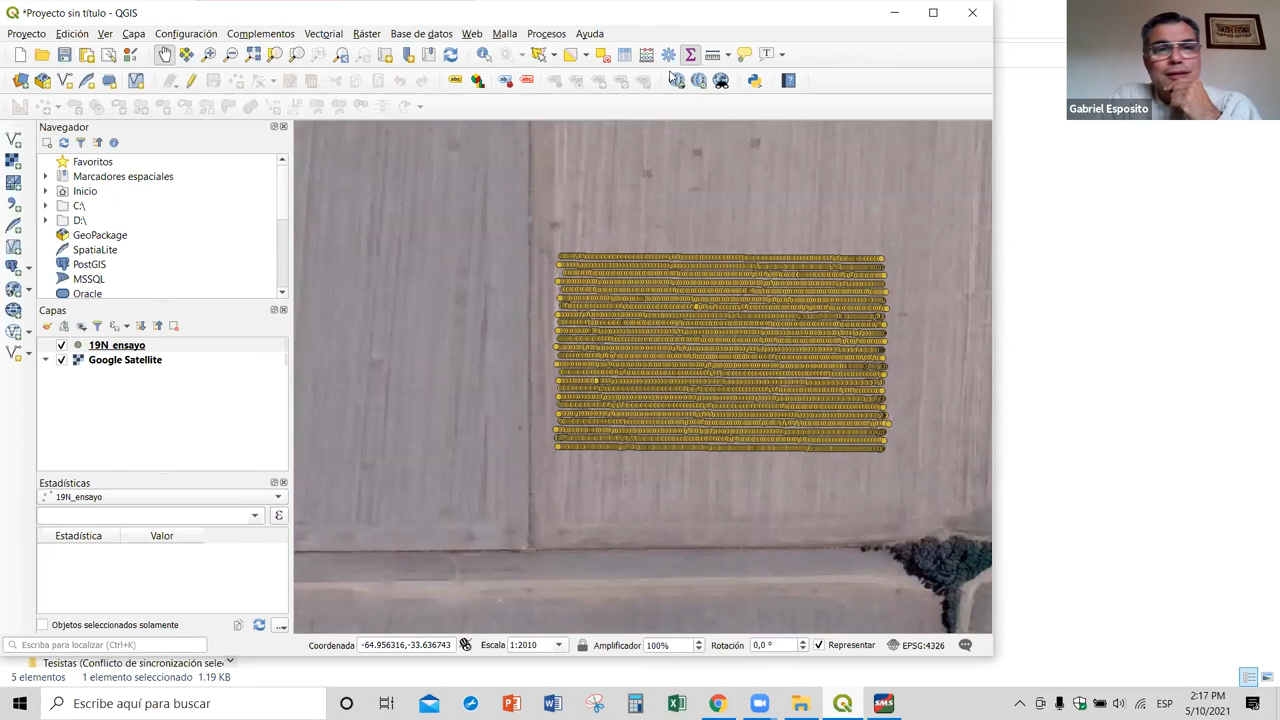 *Proyecto sin título - QGIS
Proyecto Edición Ver Capa Configuración Complementos Vectorial Ráster Base de datos Web Malla Procesos Ayuda
Navegador
Favoritos
Marcadores espaciales
Inicio
C:\
D:\
GeoPackage
SpatiaLite
PostGIS
MSSQL
Oracle
Capas
19N_ensayo
Google Satellite
Estadísticas
19N_ensayo
Estadística Valor
Objetos seleccionados solamente
Escriba para localizar (Ctrl+K)
Coordenada -64.956316,-33.636743 Escala 1:2010 Amplificador 100% Rotación 0,0 ° Representar EPSG:4326
Gabriel Esposito
Tesistas (Conflicto de sincronización sele
5 elementos 1 elemento seleccionado 1.19 KB
Escribe aquí para buscar
SMS
ESP
2:17 PM
5/10/2021